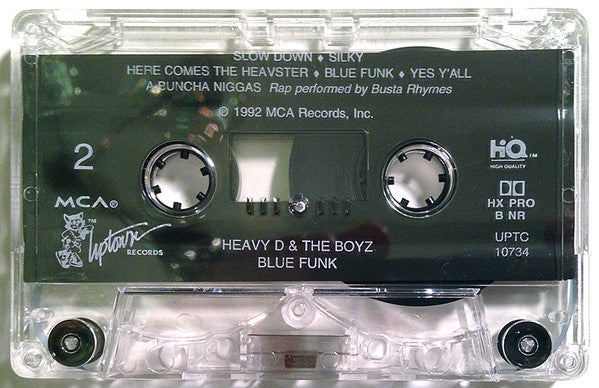 SLOW DOWN ♦ SILKY
HERE COMES THE HEAVSTER ♦ BLUE FUNK ♦ YES Y'ALL
A BUNCHA NIGGAS Rap performed by Busta Rhymes
℗ 1992 MCA Records, Inc.
2
HQ TM
HIGH QUALITY
MCA®
HX PRO
B NR
TM
Uptown
RECORDS
HEAVY D & THE BOYZ
BLUE FUNK
UPTC
10734